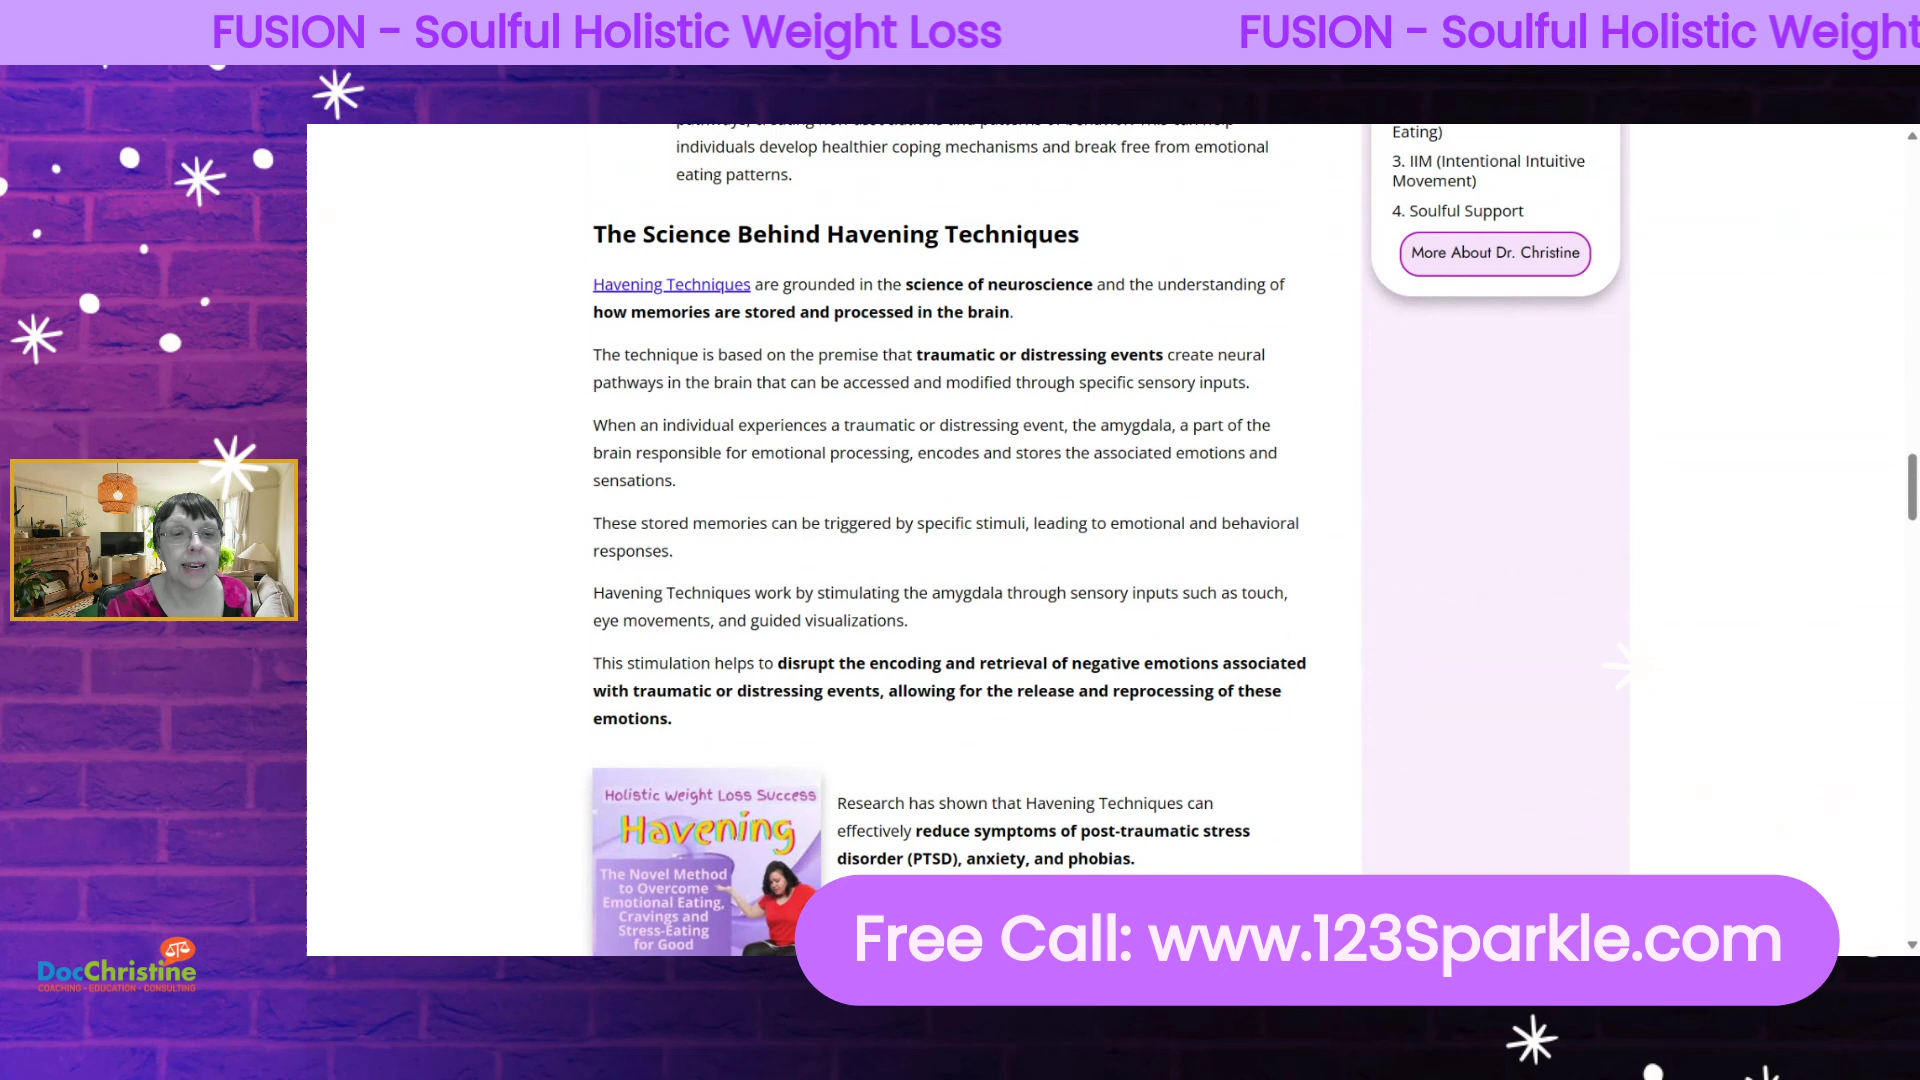 FUSION - Soulful Holistic Weight Loss
FUSION - Soulful Holistic Weight
individuals develop healthier coping mechanisms and break free from emotional
eating patterns.
The Science Behind Havening Techniques
Havening Techniques are grounded in the science of neuroscience and the understanding of
how memories are stored and processed in the brain.
The technique is based on the premise that traumatic or distressing events create neural
pathways in the brain that can be accessed and modified through specific sensory inputs.
When an individual experiences a traumatic or distressing event, the amygdala, a part of the
brain responsible for emotional processing, encodes and stores the associated emotions and
sensations.
These stored memories can be triggered by specific stimuli, leading to emotional and behavioral
responses.
Havening Techniques work by stimulating the amygdala through sensory inputs such as touch,
eye movements, and guided visualizations.
This stimulation helps to disrupt the encoding and retrieval of negative emotions associated
with traumatic or distressing events, allowing for the release and reprocessing of these
emotions.
Holistic Weight Loss Success
Havening
The Novel Method
to Overcome
Emotional Eating,
Cravings and
Stress-Eating
for Good
Research has shown that Havening Techniques can
effectively reduce symptoms of post-traumatic stress
disorder (PTSD), anxiety, and phobias.
Eating)
3. IIM (Intentional Intuitive
Movement)
4. Soulful Support
More About Dr. Christine
DocChristine
COACHING - EDUCATION - CONSULTING
Free Call: www.123Sparkle.com